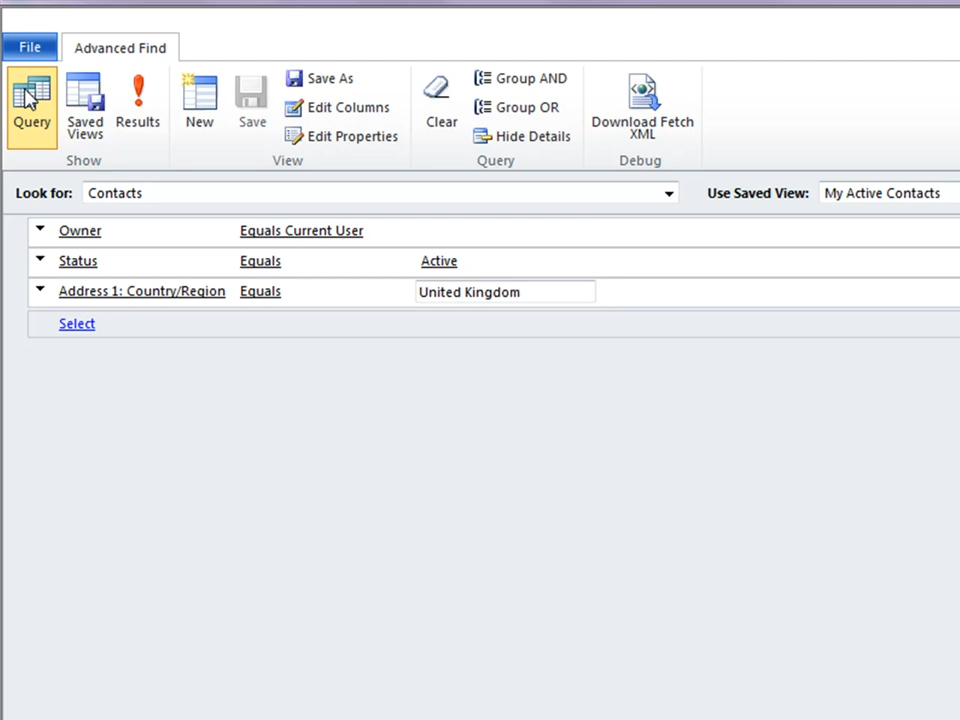 File
Advanced Find
Query
Saved Views
Results
New
Save
Save As
Edit Columns
Edit Properties
Clear
Group AND
Group OR
Hide Details
Download Fetch XML
Show
View
Query
Debug
Look for: Contacts
Use Saved View: My Active Contacts
Owner Equals Current User
Status Equals Active
Address 1: Country/Region Equals United Kingdom
Select